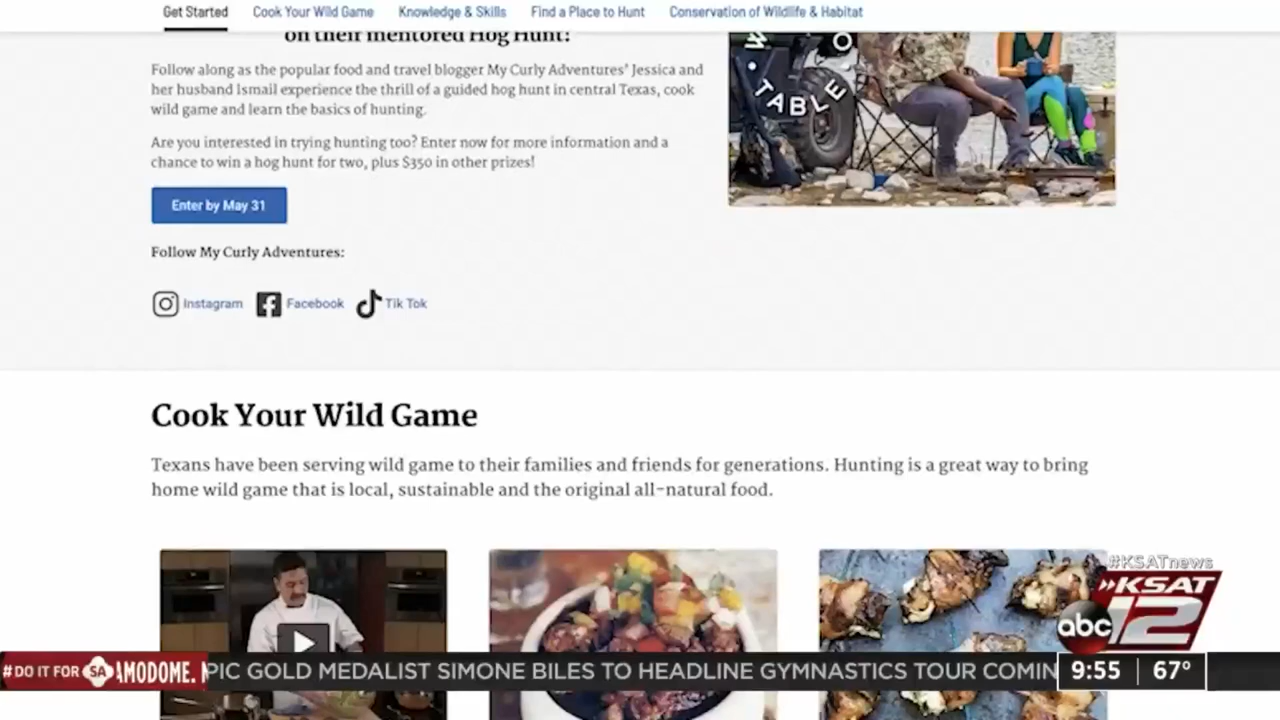 Get Started
Cook Your Wild Game
Knowledge & Skills
Find a Place to Hunt
Conservation of Wildlife & Habitat
on their mentored Hog Hunt!
Follow along as the popular food and travel blogger My Curly Adventures' Jessica and
her husband Ismail experience the thrill of a guided hog hunt in central Texas, cook
wild game and learn the basics of hunting.
Are you interested in trying hunting too? Enter now for more information and a
chance to win a hog hunt for two, plus $350 in other prizes!
Enter by May 31
Follow My Curly Adventures:
Instagram
Facebook
Tik Tok
TABLE
Cook Your Wild Game
Texans have been serving wild game to their families and friends for generations. Hunting is a great way to bring
home wild game that is local, sustainable and the original all-natural food.
#KSATnews
KSAT
abc 12
#DO IT FOR SA
AMODOME.
PIC GOLD MEDALIST SIMONE BILES TO HEADLINE GYMNASTICS TOUR COMIN
9:55
67°